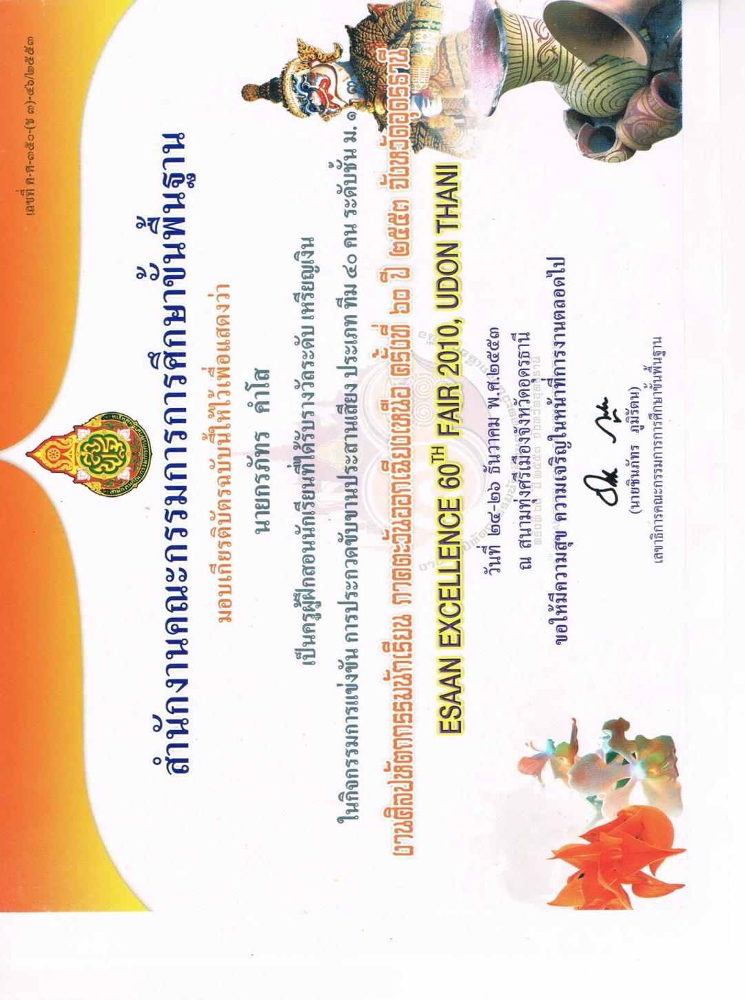 เลขที่ ค-ศ-๓๕๐-(ช ๓)-๔๖/๒๕๕๓
สำนักงานคณะกรรมการการศึกษาขั้นพื้นฐาน
มอบเกียรติบัตรฉบับนี้ให้ไว้เพื่อแสดงว่า
นายกรภัทร คำโส
เป็นครูผู้ฝึกสอนนักเรียนที่ได้รับรางวัลระดับ เหรียญเงิน
ในกิจกรรมการแข่งขัน การประกวดขับขานประสานเสียง ประเภท ทีม ๔๐ คน ระดับชั้น ม. ๑
งานศิลปหัตถกรรมนักเรียน ภาคตะวันออกเฉียงเหนือ ครั้งที่ ๖๐ ปี ๒๕๕๓ จังหวัดอุดรธานี
ESAAN EXCELLENCE 60TH FAIR 2010, UDON THANI
วันที่ ๒๔-๒๖ ธันวาคม พ.ศ.๒๕๕๓
ณ สนามทุ่งศรีเมืองจังหวัดอุดรธานี
ขอให้มีความสุข ความเจริญในหน้าที่การงานตลอดไป
(นายชินภัทร ภูมิรัตน)
เลขาธิการคณะกรรมการการศึกษาขั้นพื้นฐาน